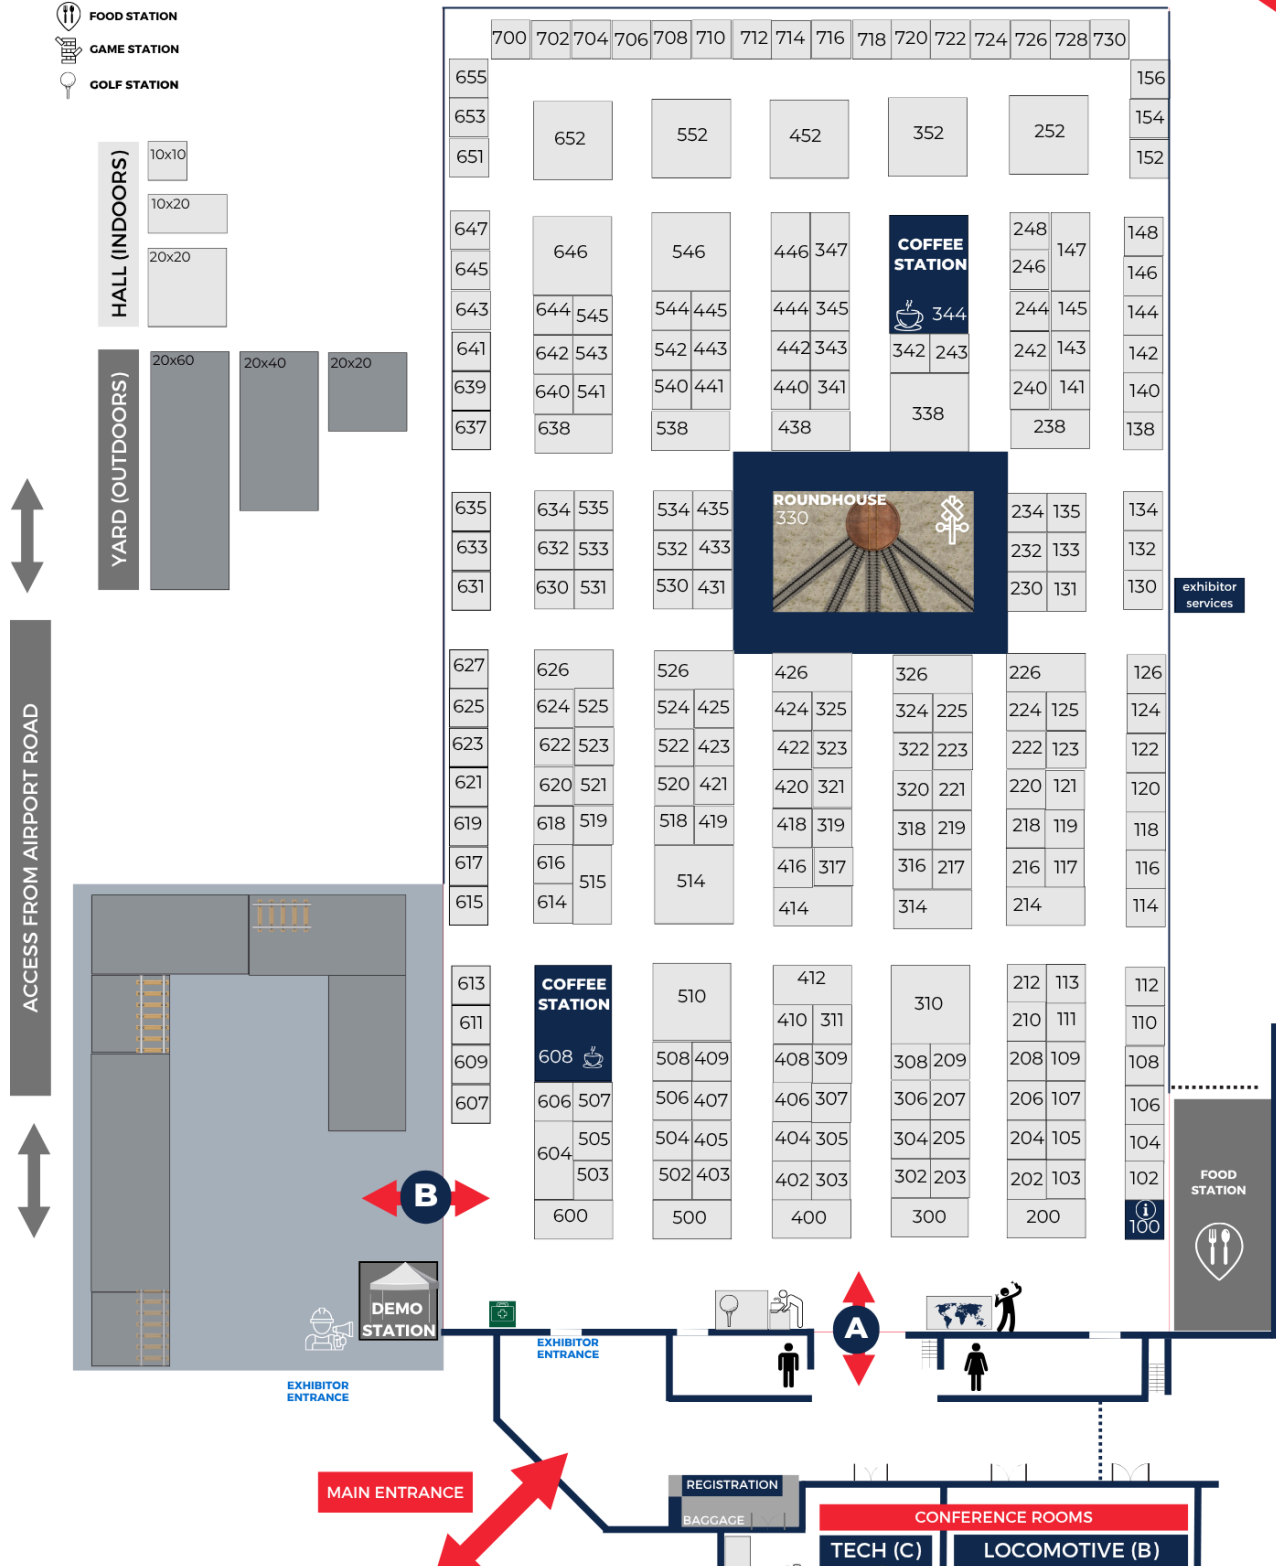 FOOD STATION
GAME STATION
GOLF STATION
HALL (INDOORS)
10x10
10x20
20x20
YARD (OUTDOORS)
20x60
20x40
20x20
ACCESS FROM AIRPORT ROAD
700 702 704 706 708 710 712 714 716 718 720 722 724 726 728 730
655 156
653 154
652 552 452 352 252
651 152
647 248 148
646 546 446 347 COFFEE STATION 147
645 246 146
643 644 545 544 445 444 345 344 244 145 144
641 642 543 542 443 442 343 342 243 242 143 142
639 640 541 540 441 440 341 240 141 140
338
637 638 538 438 238 138
635 634 535 534 435 ROUNDHOUSE 234 135 134
330
633 632 533 532 433 232 133 132
631 630 531 530 431 230 131 130
exhibitor
services
627 626 526 426 326 226 126
625 624 525 524 425 424 325 324 225 224 125 124
623 622 523 522 423 422 323 322 223 222 123 122
621 620 521 520 421 420 321 320 221 220 121 120
619 618 519 518 419 418 319 318 219 218 119 118
617 616 416 317 316 217 216 117 116
515 514
615 614 414 314 214 114
613 COFFEE 412 212 113 112
STATION 510 310
611 410 311 210 111 110
609 608 508 409 408 309 308 209 208 109 108
607 606 507 506 407 406 307 306 207 206 107 106
505 504 405 404 305 304 205 204 105 104
604
503 502 403 402 303 302 203 202 103 102
600 500 400 300 200 100
B
FOOD
STATION
DEMO
STATION
A
EXHIBITOR
ENTRANCE
EXHIBITOR
ENTRANCE
MAIN ENTRANCE
REGISTRATION
BAGGAGE
CONFERENCE ROOMS
TECH (C)
LOCOMOTIVE (B)